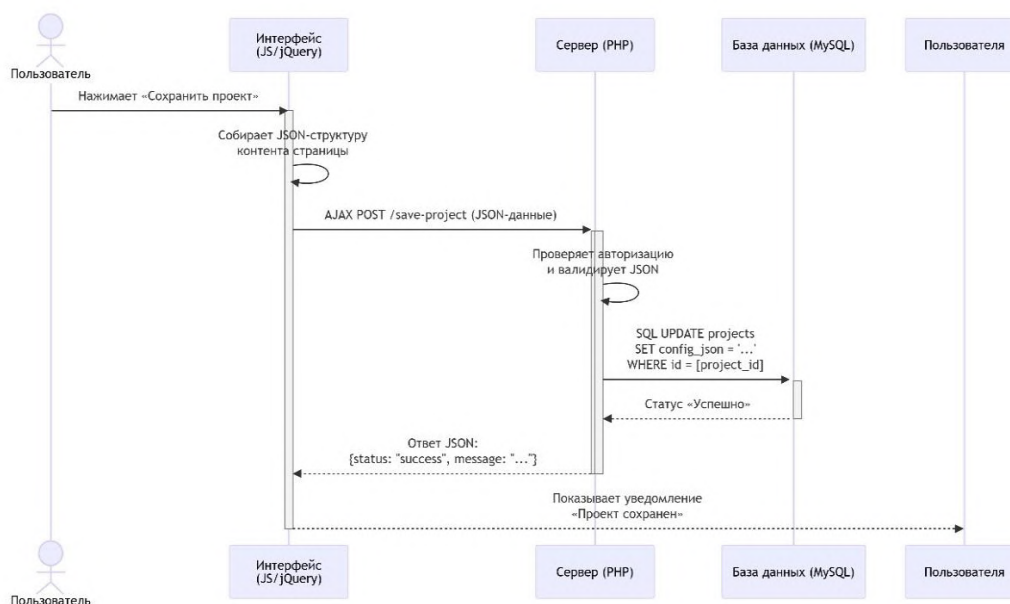 Пользователь
Интерфейс
(JS/jQuery)
Сервер (PHP)
База данных (MySQL)
Пользователя
Нажимает «Сохранить проект»
Собирает JSON-структуру
контента страницы
AJAX POST /save-project (JSON-данные)
Проверяет авторизацию
и валидирует JSON
SQL UPDATE projects
SET config_json = '...'
WHERE id = [project_id]
Статус «Успешно»
Ответ JSON:
{status: "success", message: "..."}
Показывает уведомление
«Проект сохранен»
Пользователь
Интерфейс
(JS/jQuery)
Сервер (PHP)
База данных (MySQL)
Пользователя